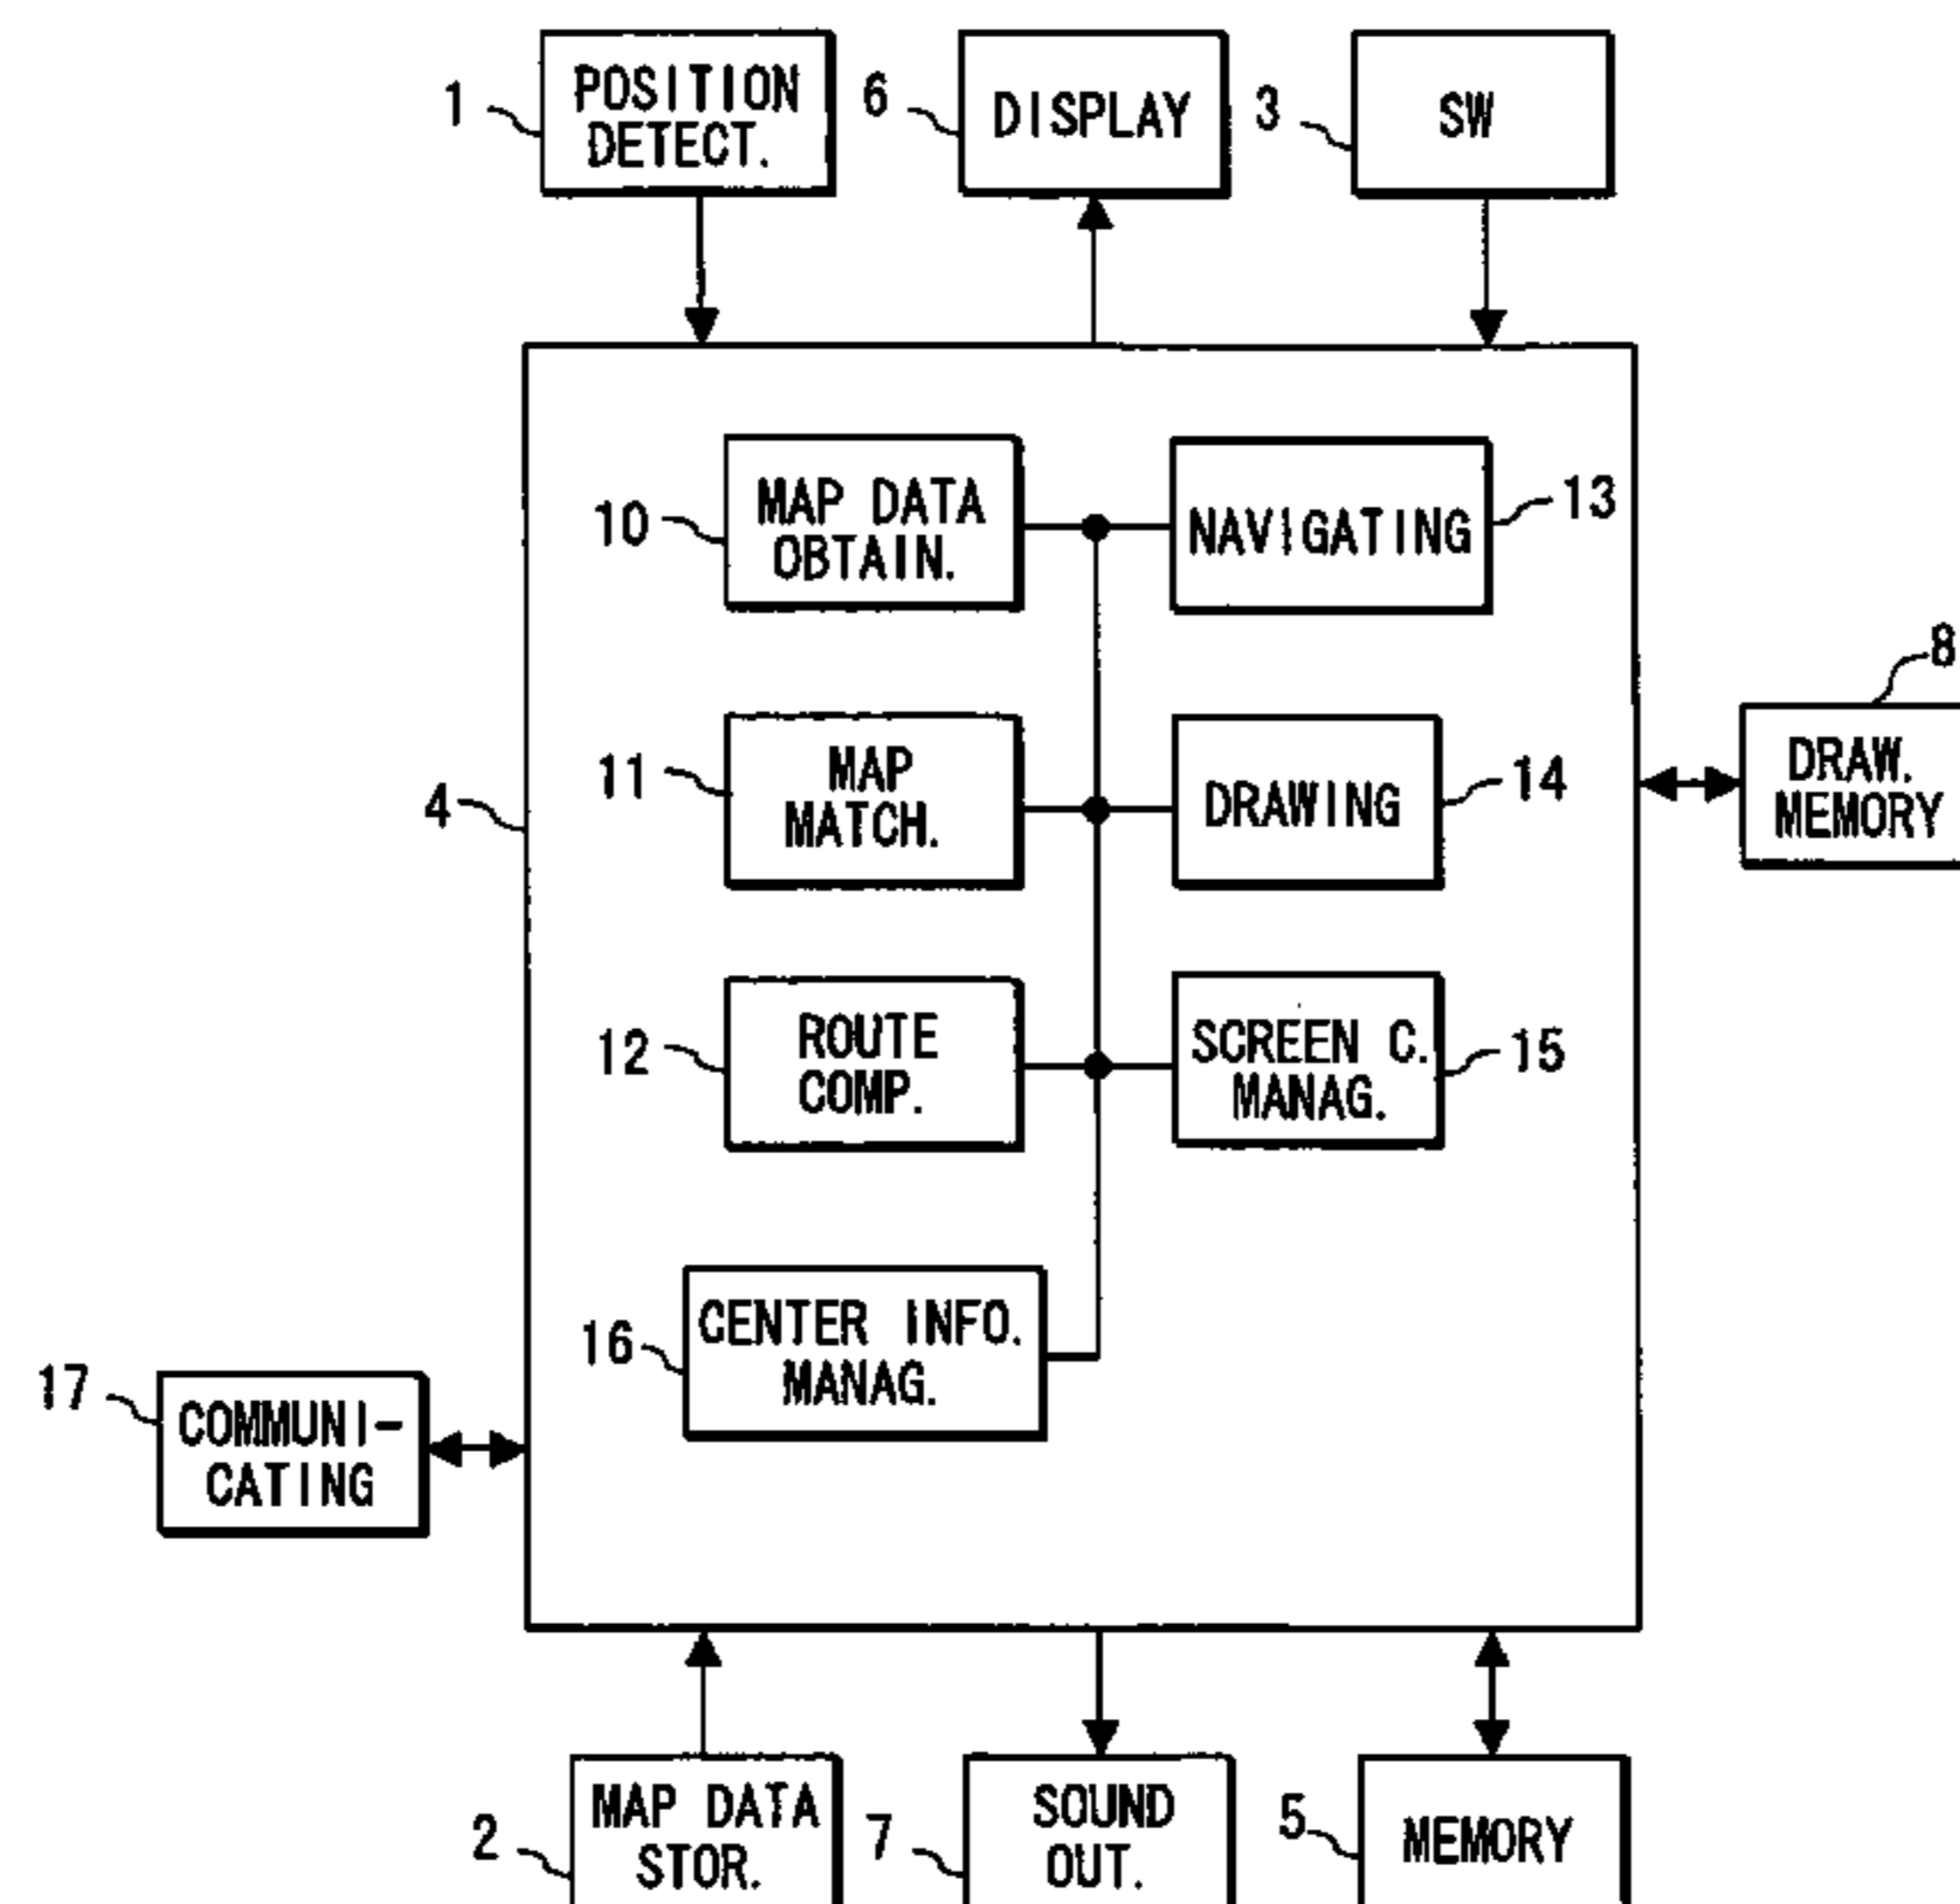 1
POSITION
DETECT.
6
DISPLAY
3
SW
10
MAP DATA
OBTAIN.
NAVIGATING
13
8
DRAW.
MEMORY
4
11
MAP
MATCH.
DRAWING
14
12
ROUTE
COMP.
SCREEN C.
MANAG.
15
16
CENTER INFO.
MANAG.
17
COMMUNI-
CATING
2
MAP DATA
STOR.
7
SOUND
OUT.
5
MEMORY